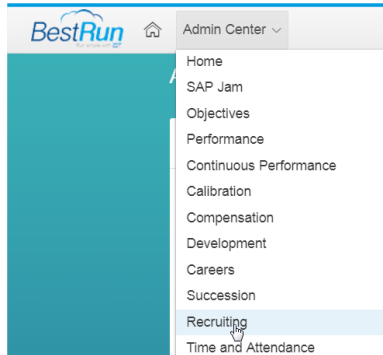 BestRun
Run simple with SAP
Admin Center
Home
SAP Jam
Objectives
Performance
Continuous Performance
Calibration
Compensation
Development
Careers
Succession
Recruiting
Time and Attendance